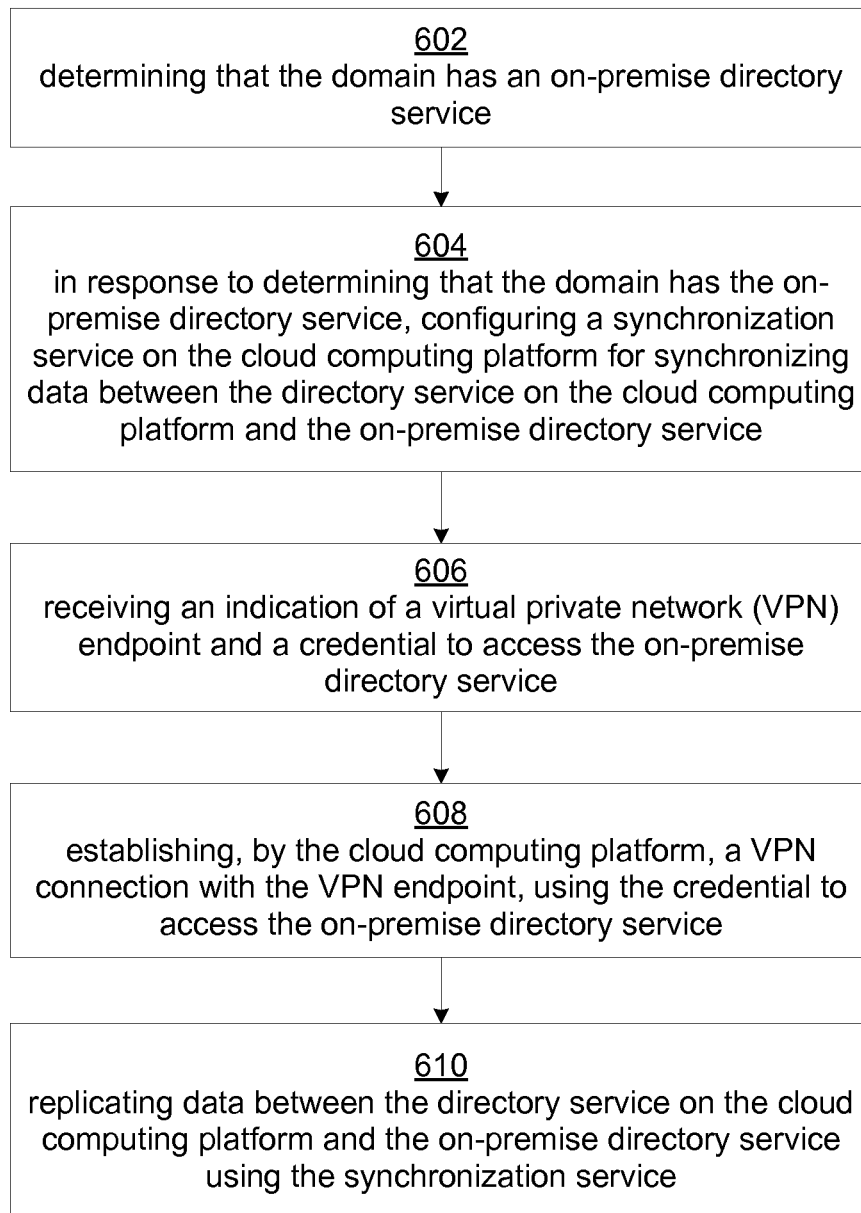 602
determining that the domain has an on-premise directory
service
604
in response to determining that the domain has the on-
premise directory service, configuring a synchronization
service on the cloud computing platform for synchronizing
data between the directory service on the cloud computing
platform and the on-premise directory service
606
receiving an indication of a virtual private network (VPN)
endpoint and a credential to access the on-premise
directory service
608
establishing, by the cloud computing platform, a VPN
connection with the VPN endpoint, using the credential to
access the on-premise directory service
610
replicating data between the directory service on the cloud
computing platform and the on-premise directory service
using the synchronization service